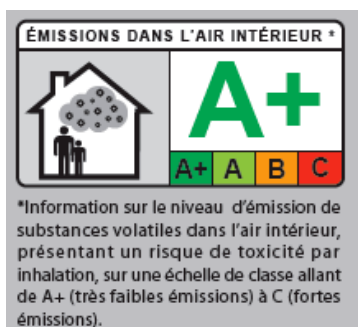 ÉMISSIONS DANS L'AIR INTÉRIEUR *
A+
A+ A B C
*Information sur le niveau d'émission de
substances volatiles dans l'air intérieur,
présentant un risque de toxicité par
inhalation, sur une échelle de classe allant
de A+ (très faibles émissions) à C (fortes
émissions).